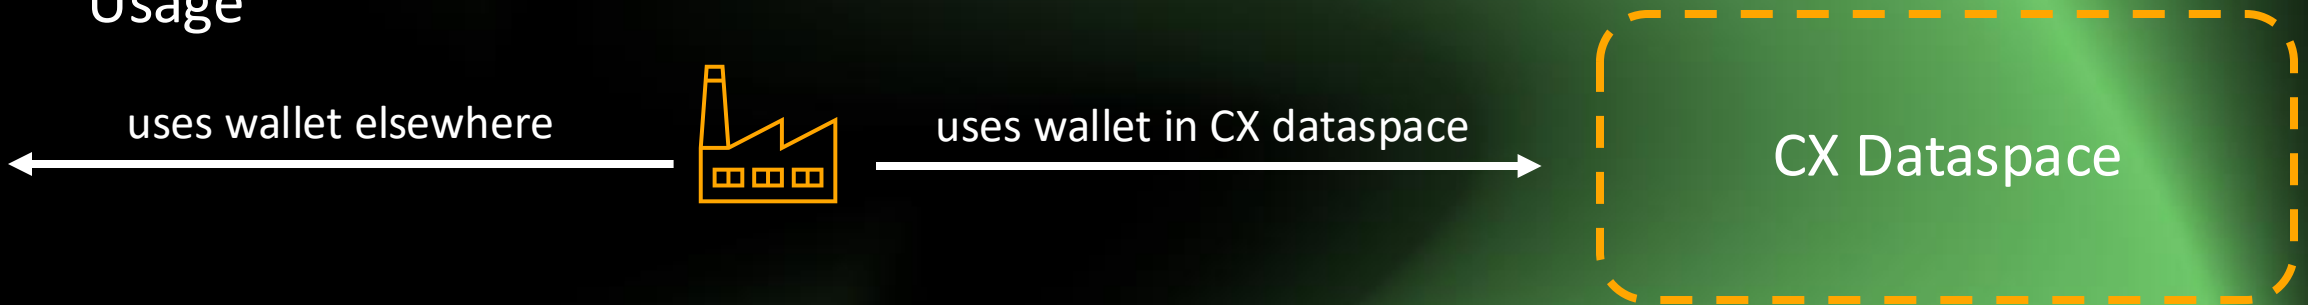 Usage
uses wallet elsewhere
uses wallet in CX dataspace
CX Dataspace